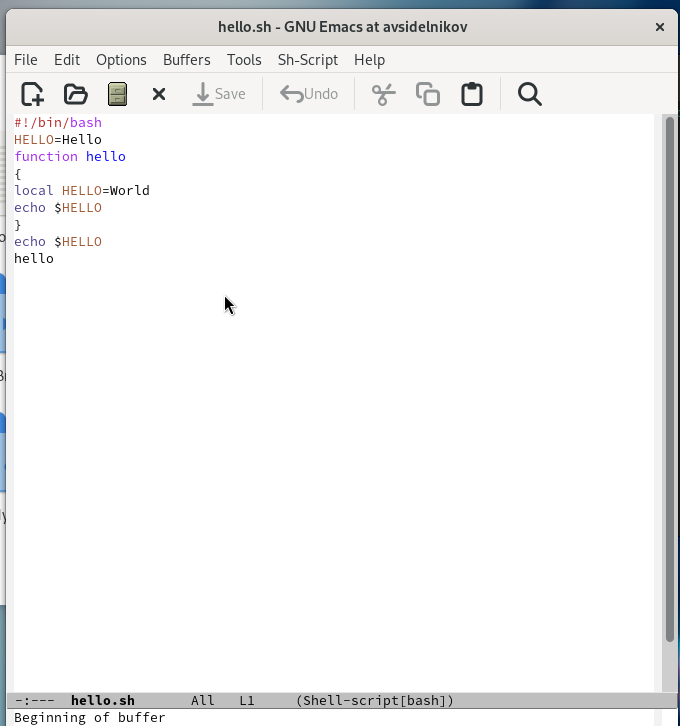 hello.sh - GNU Emacs at avsidelnikov
File Edit Options Buffers Tools Sh-Script Help
Save Undo
#!/bin/bash
HELLO=Hello
function hello
{
local HELLO=World
echo $HELLO
}
echo $HELLO
hello
-:--- hello.sh All L1 (Shell-script[bash])
Beginning of buffer